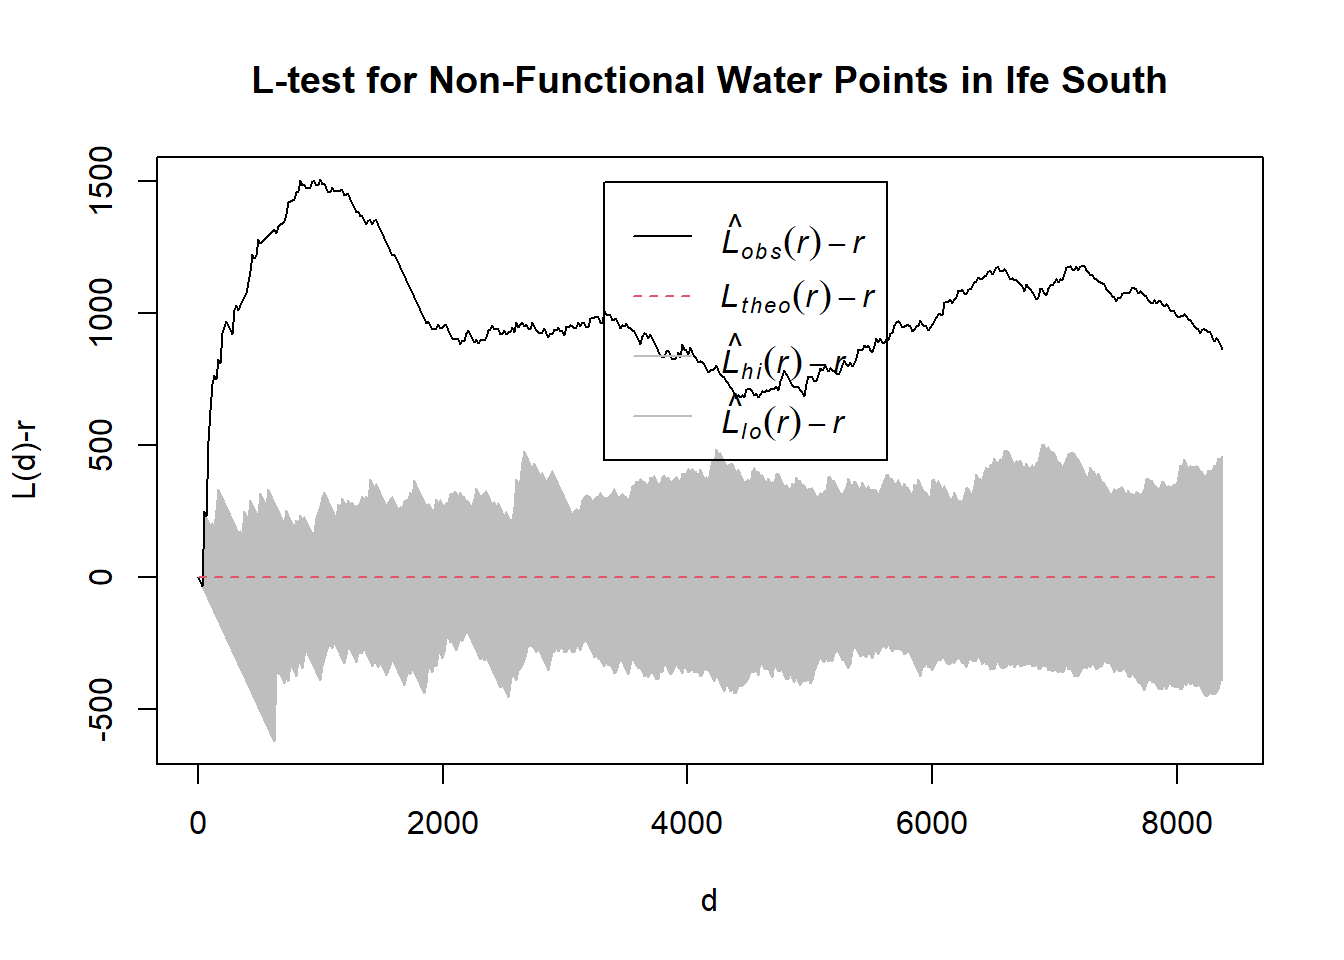 L-test for Non-Functional Water Points in Ife South
L(d)-r
1500
1000
500
0
-500
L̂obs(r) − r
Ltheo(r) − r
L̂hi(r) − r
L̂lo(r) − r
0 2000 4000 6000 8000
d